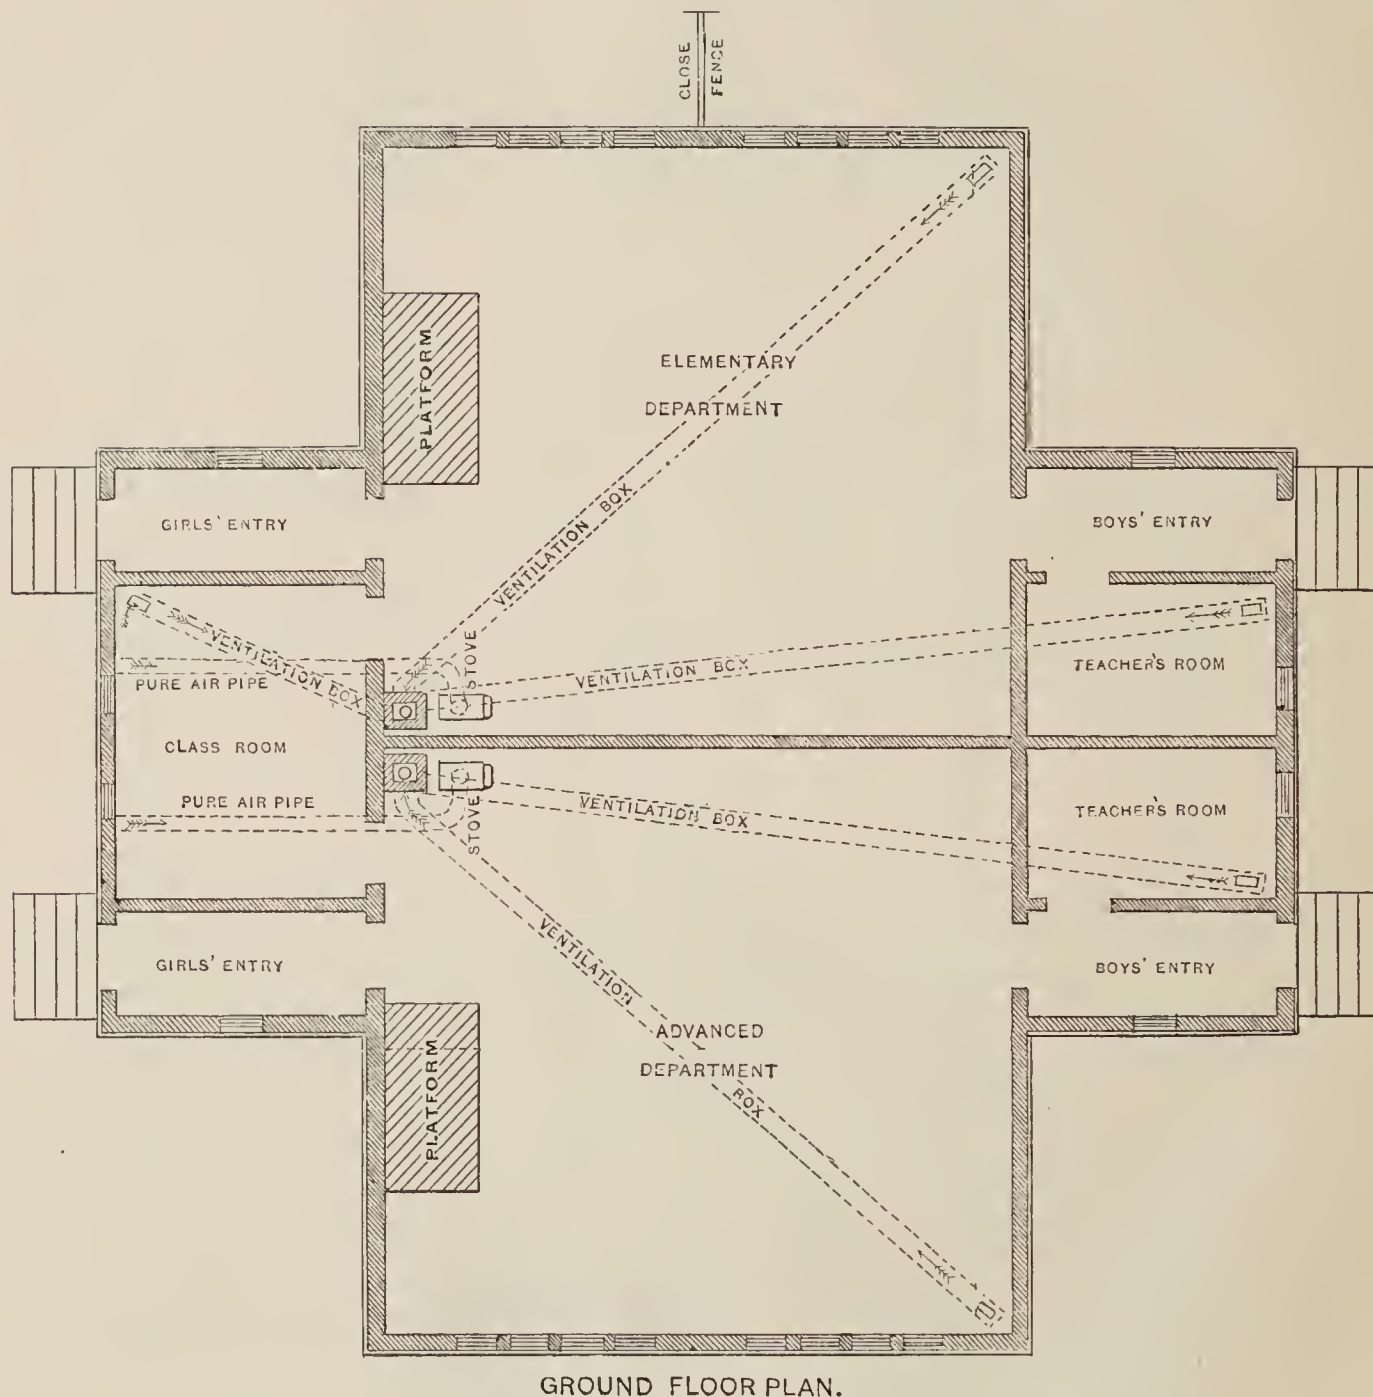 CLOSE
FENCE
ELEMENTARY
DEPARTMENT
PLATFORM
GIRLS' ENTRY
BOYS' ENTRY
VENTILATION BOX
STOVE
VENTILATION BOX
PURE AIR PIPE
VENTILATION BOX
TEACHER'S ROOM
CLASS ROOM
PURE AIR PIPE
STOVE
VENTILATION BOX
TEACHER'S ROOM
GIRLS' ENTRY
BOYS' ENTRY
VENTILATION BOX
ADVANCED
DEPARTMENT
PLATFORM
GROUND FLOOR PLAN.